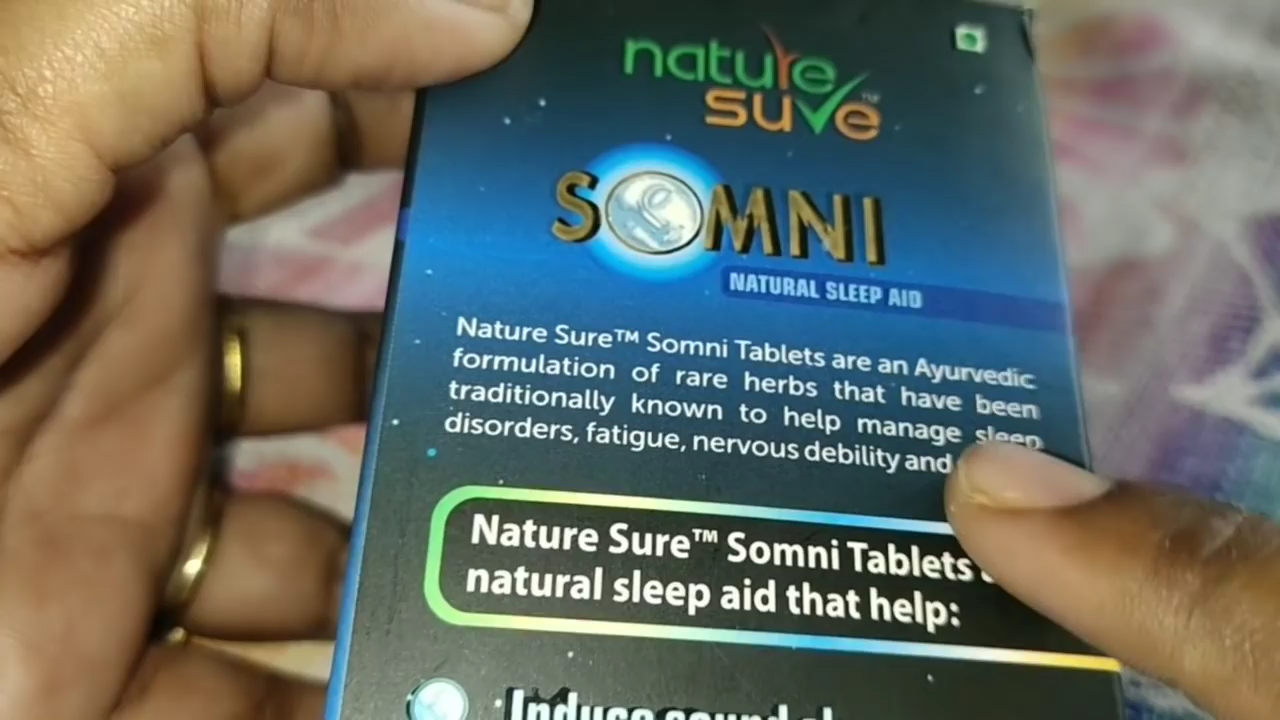 nature
sure
SOMNI
NATURAL SLEEP AID
Nature Sure™ Somni Tablets are an Ayurvedic
formulation of rare herbs that have been
traditionally known to help manage sleep
disorders, fatigue, nervous debility and
Nature Sure™ Somni Tablets
natural sleep aid that help:
Induce sound